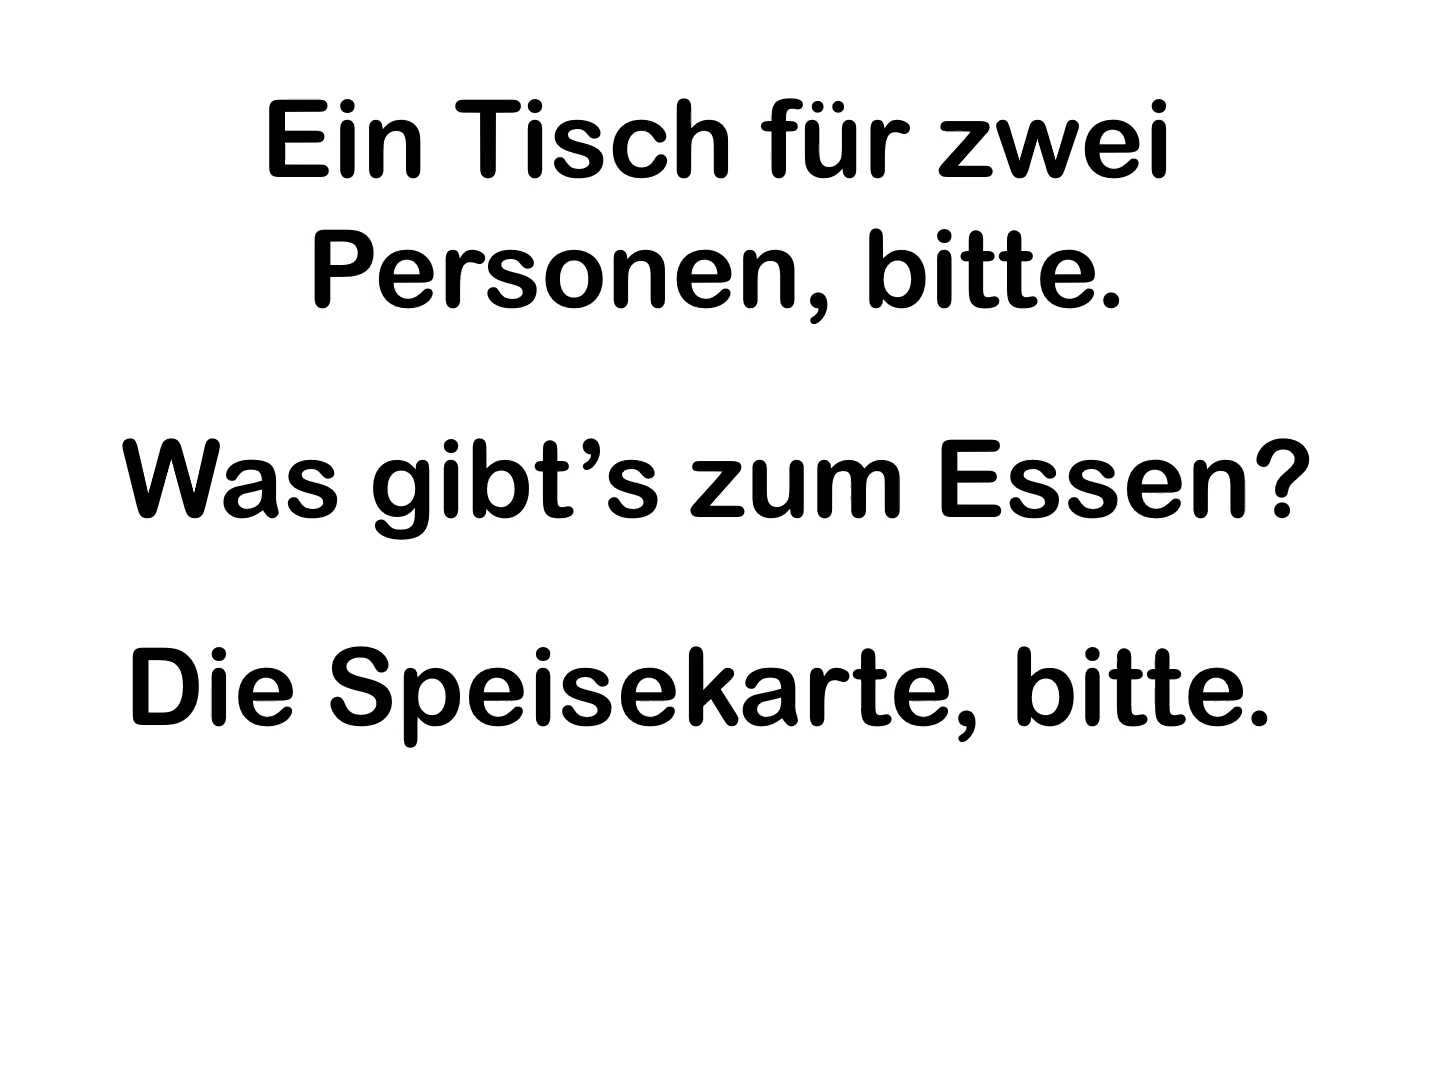 Ein Tisch für zwei
Personen, bitte.
Was gibt’s zum Essen?
Die Speisekarte, bitte.